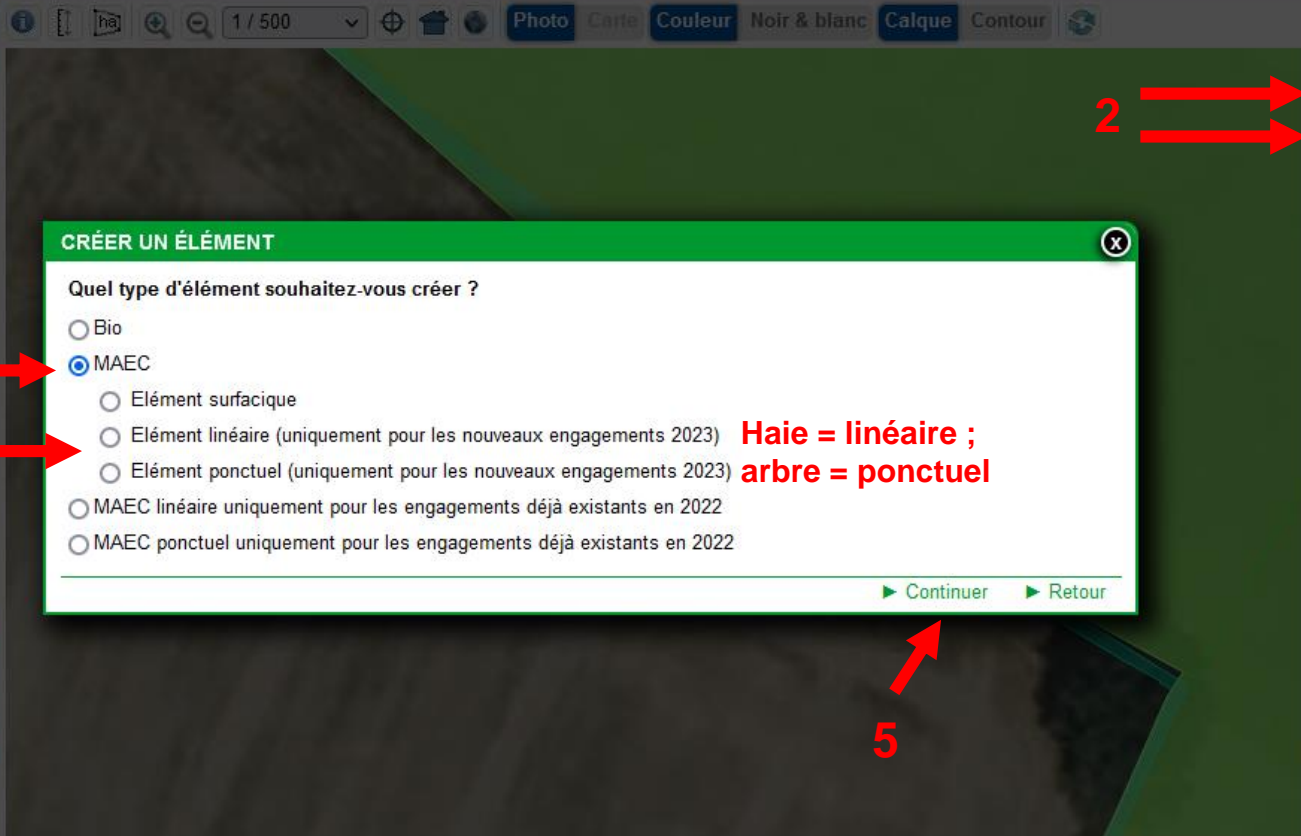 ha 1 / 500 Photo Carte Couleur Noir & blanc Calque Contour
2
CRÉER UN ÉLÉMENT X
Quel type d'élément souhaitez-vous créer ?
Bio
MAEC
Elément surfacique
Elément linéaire (uniquement pour les nouveaux engagements 2023) Haie = linéaire ;
Elément ponctuel (uniquement pour les nouveaux engagements 2023) arbre = ponctuel
MAEC linéaire uniquement pour les engagements déjà existants en 2022
MAEC ponctuel uniquement pour les engagements déjà existants en 2022
Continuer Retour
5